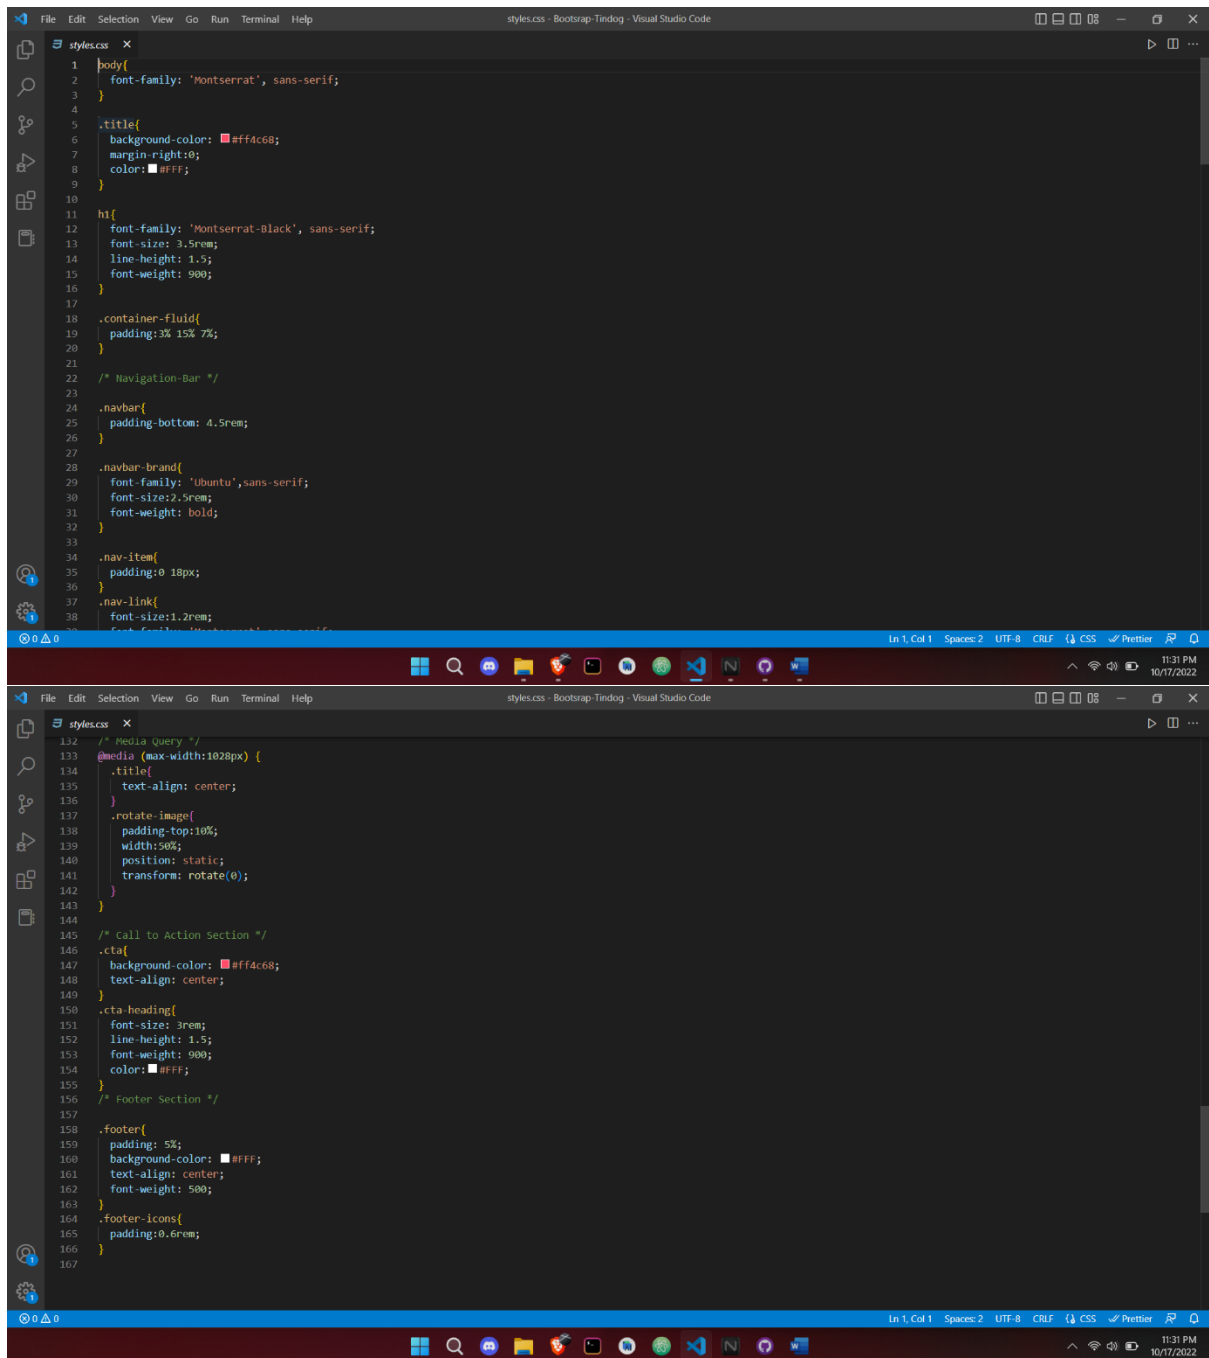 File Edit Selection View Go Run Terminal Help styles.css - Bootsrap-Tindog - Visual Studio Code
styles.css
1 body{
2 font-family: 'Montserrat', sans-serif;
3 }
4
5 .title{
6 background-color: #ff4c68;
7 margin-right:0;
8 color: #FFF;
9 }
10
11 h1{
12 font-family: 'Montserrat-Black', sans-serif;
13 font-size: 3.5rem;
14 line-height: 1.5;
15 font-weight: 900;
16 }
17
18 .container-fluid{
19 padding:3% 15% 7%;
20 }
21
22 /* Navigation-Bar */
23
24 .navbar{
25 padding-bottom: 4.5rem;
26 }
27
28 .navbar-brand{
29 font-family: 'Ubuntu',sans-serif;
30 font-size:2.5rem;
31 font-weight: bold;
32 }
33
34 .nav-item{
35 padding:0 18px;
36 }
37 .nav-link{
38 font-size:1.2rem;
0 0 Ln 1, Col 1 Spaces: 2 UTF-8 CRLF CSS Prettier
11:31 PM
10/17/2022
File Edit Selection View Go Run Terminal Help styles.css - Bootsrap-Tindog - Visual Studio Code
styles.css
132 /* Media Query */
133 @media (max-width:1028px) {
134 .title{
135 text-align: center;
136 }
137 .rotate-image{
138 padding-top:10%;
139 width:50%;
140 position: static;
141 transform: rotate(0);
142 }
143 }
144
145 /* Call to Action Section */
146 .cta{
147 background-color: #ff4c68;
148 text-align: center;
149 }
150 .cta-heading{
151 font-size: 3rem;
152 line-height: 1.5;
153 font-weight: 900;
154 color: #FFF;
155 }
156 /* Footer Section */
157
158 .footer{
159 padding: 5%;
160 background-color: #FFF;
161 text-align: center;
162 font-weight: 500;
163 }
164 .footer-icons{
165 padding:0.6rem;
166 }
167
0 0 Ln 1, Col 1 Spaces: 2 UTF-8 CRLF CSS Prettier
11:31 PM
10/17/2022